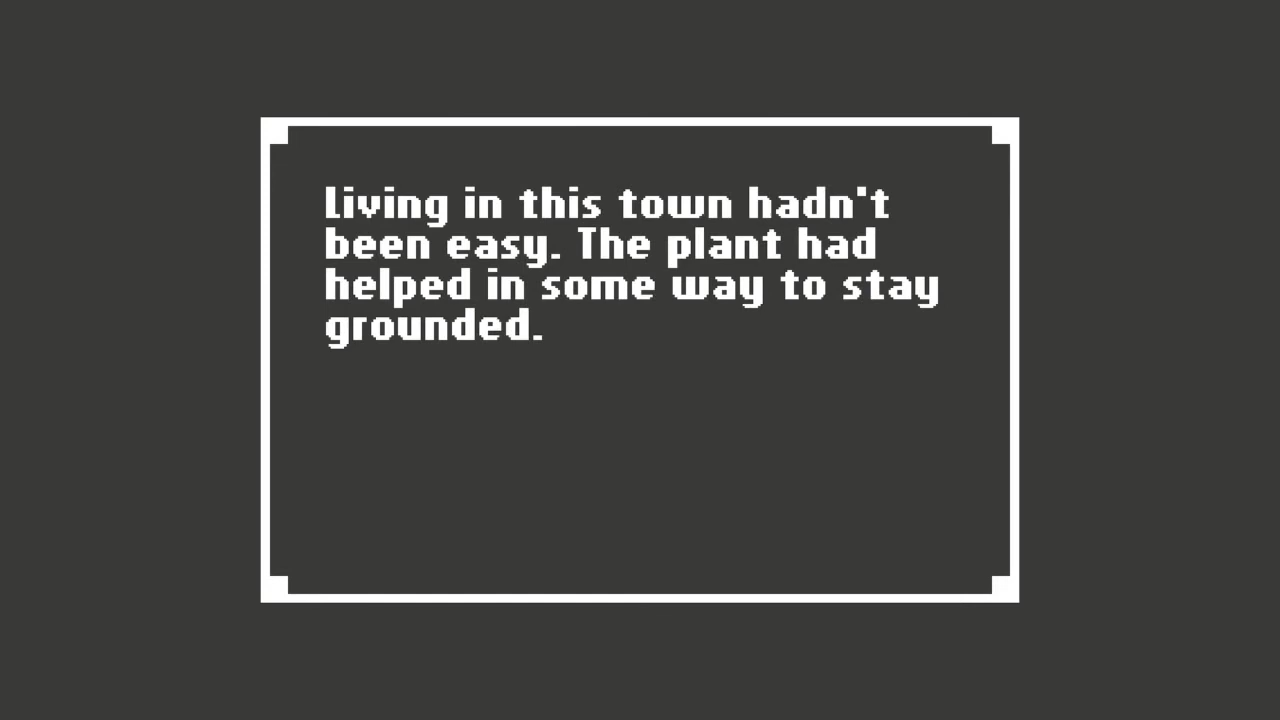 Living in this town hadn't
been easy. The plant had
helped in some way to stay
grounded.